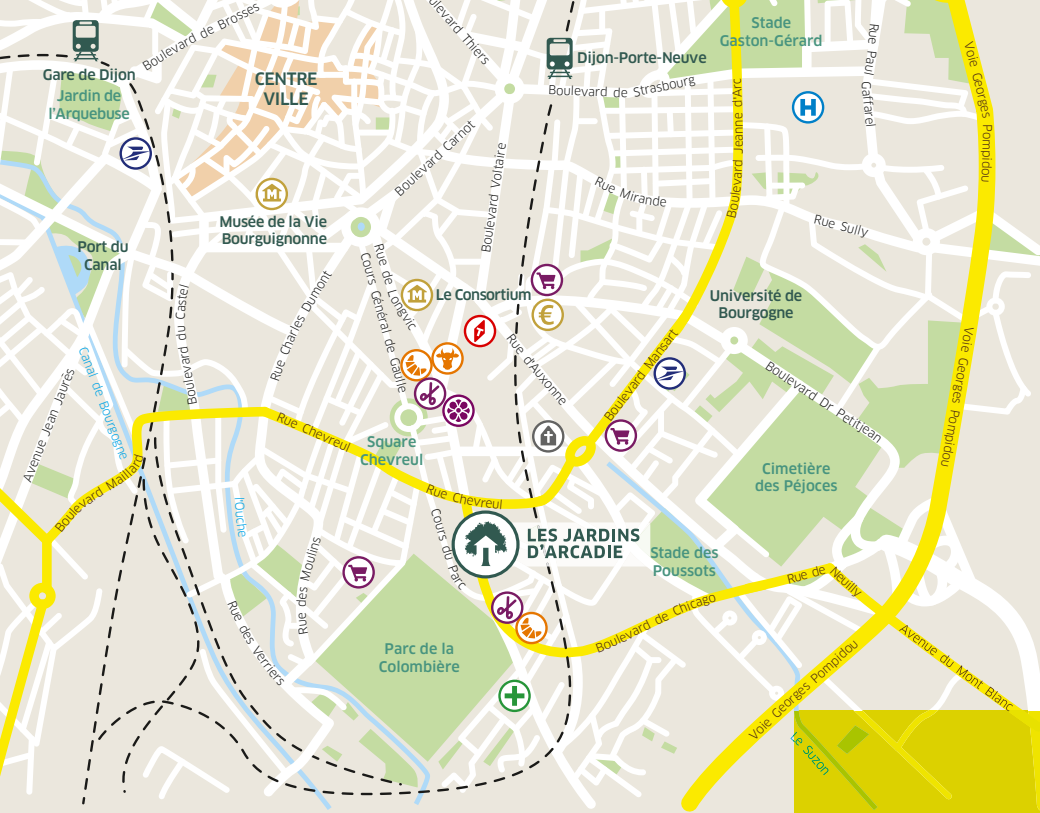 Boulevard de Brosses
Boulevard Thiers
Stade
Gaston-Gérard
Rue Paul Gaffarel
Voie Georges Pompidou
Gare de Dijon
Jardin de
l'Arquebuse
CENTRE
VILLE
Dijon-Porte-Neuve
Boulevard de Strasbourg
Boulevard Jeanne d'Arc
H
Boulevard Carnot
Boulevard Voltaire
Rue Mirande
Rue Sully
M
Musée de la Vie
Bourguignonne
Port du
Canal
Boulevard du Castel
Rue Charles Dumont
Rue de Longvic
Cours Général de Gaulle
M
Le Consortium
€
Université de
Bourgogne
Rue d'Auxonne
Boulevard Mansart
Boulevard Dr. Petitjean
Voie Georges Pompidou
Canal de Bourgogne
Avenue Jean Jaurès
Rue Chevreul
Square
Chevreul
Cimetière
des Péjoces
Boulevard Maillard
Rue Chevreul
l'Ouche
Cours du Parc
LES JARDINS
D'ARCADIE
Stade des
Poussots
Rue des Moulins
Rue de Neuilly
Boulevard de Chicago
Rue des Verriers
Parc de la
Colombière
Avenue du Mont Blanc
Voie Georges Pompidou
Le Suzon